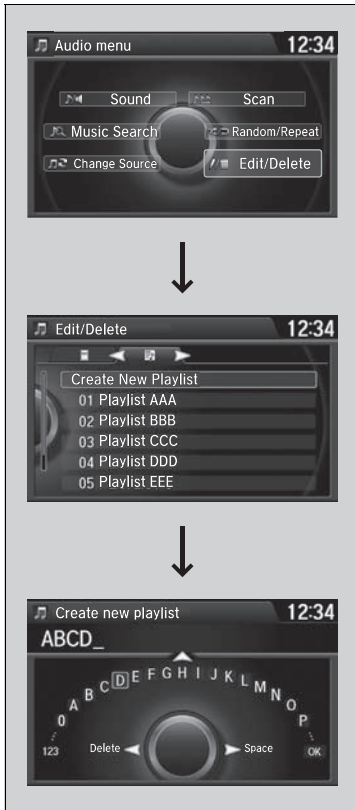 Audio menu 12:34
Sound Scan
Music Search Random/Repeat
Change Source Edit/Delete
Edit/Delete 12:34
Create New Playlist
01 Playlist AAA
02 Playlist BBB
03 Playlist CCC
04 Playlist DDD
05 Playlist EEE
Create new playlist 12:34
ABCD_
0 A B C D E F G H I J K L M N O P
123 Delete Space OK